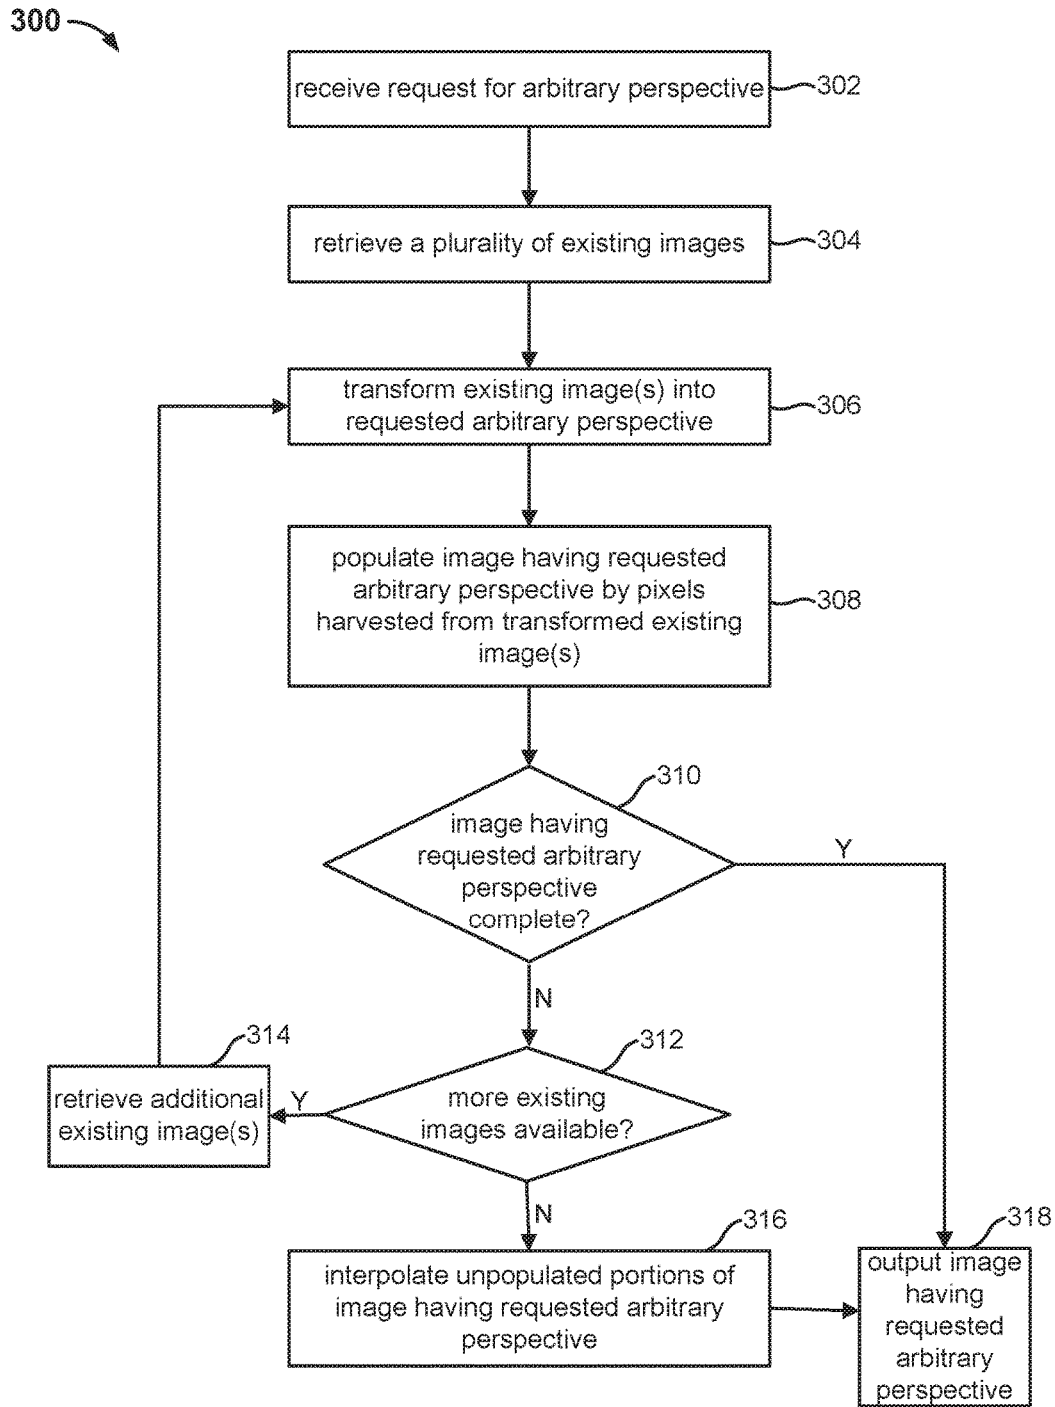 300
receive request for arbitrary perspective
302
retrieve a plurality of existing images
304
transform existing image(s) into
requested arbitrary perspective
306
populate image having requested
arbitrary perspective by pixels
harvested from transformed existing
image(s)
308
310
image having
requested arbitrary
perspective
complete?
Y
N
314
312
retrieve additional
existing image(s)
Y
more existing
images available?
N
316
318
interpolate unpopulated portions of
image having requested arbitrary
perspective
output image
having
requested
arbitrary
perspective